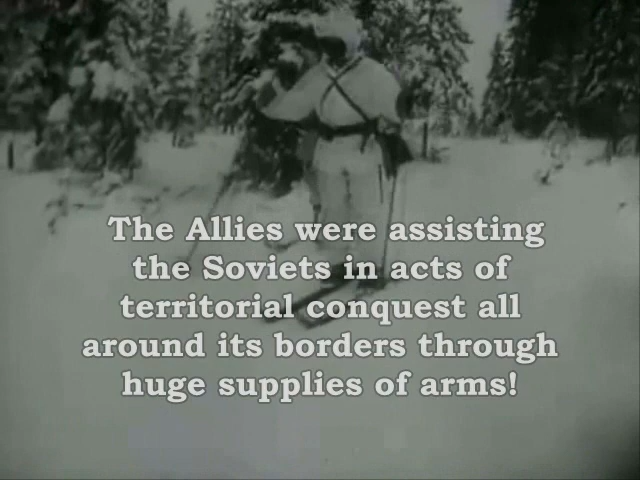 The Allies were assisting
the Soviets in acts of
territorial conquest all
around its borders through
huge supplies of arms!